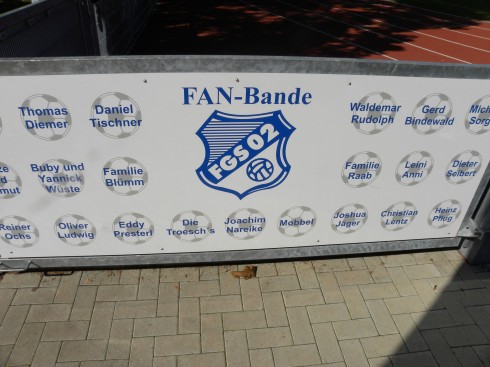 FAN-Bande
Thomas
Diemer
Daniel
Tischner
Waldemar
Rudolph
Gerd
Bindewald
Buby und
Yannick
Wüste
Familie
Blümm
FGS 02
Familie
Raab
Leini
Anni
Dieter
Seibert
Reiner
Ochs
Oliver
Ludwig
Eddy
Presterl
Die
Troesch's
Joachim
Nareike
Mobbel
Joshua
Jäger
Christian
Lentz
Heinz
Pflug